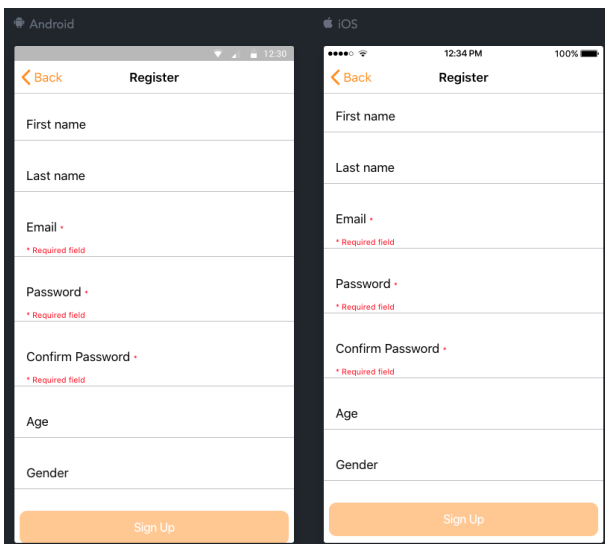 Android
12:30
Back Register
First name
Last name
Email *
* Required field
Password *
* Required field
Confirm Password *
* Required field
Age
Gender
Sign Up
iOS
12:34 PM 100%
Back Register
First name
Last name
Email *
* Required field
Password *
* Required field
Confirm Password *
* Required field
Age
Gender
Sign Up